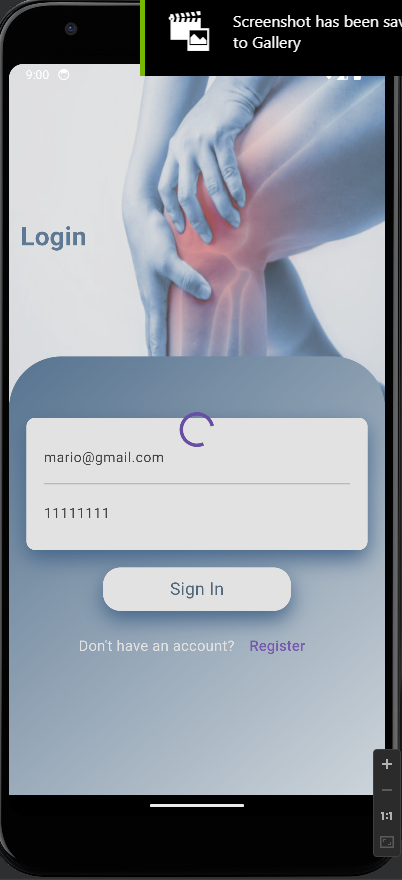 Screenshot has been sav
to Gallery
9:00
Login
mario@gmail.com
11111111
Sign In
Don't have an account? Register
1:1